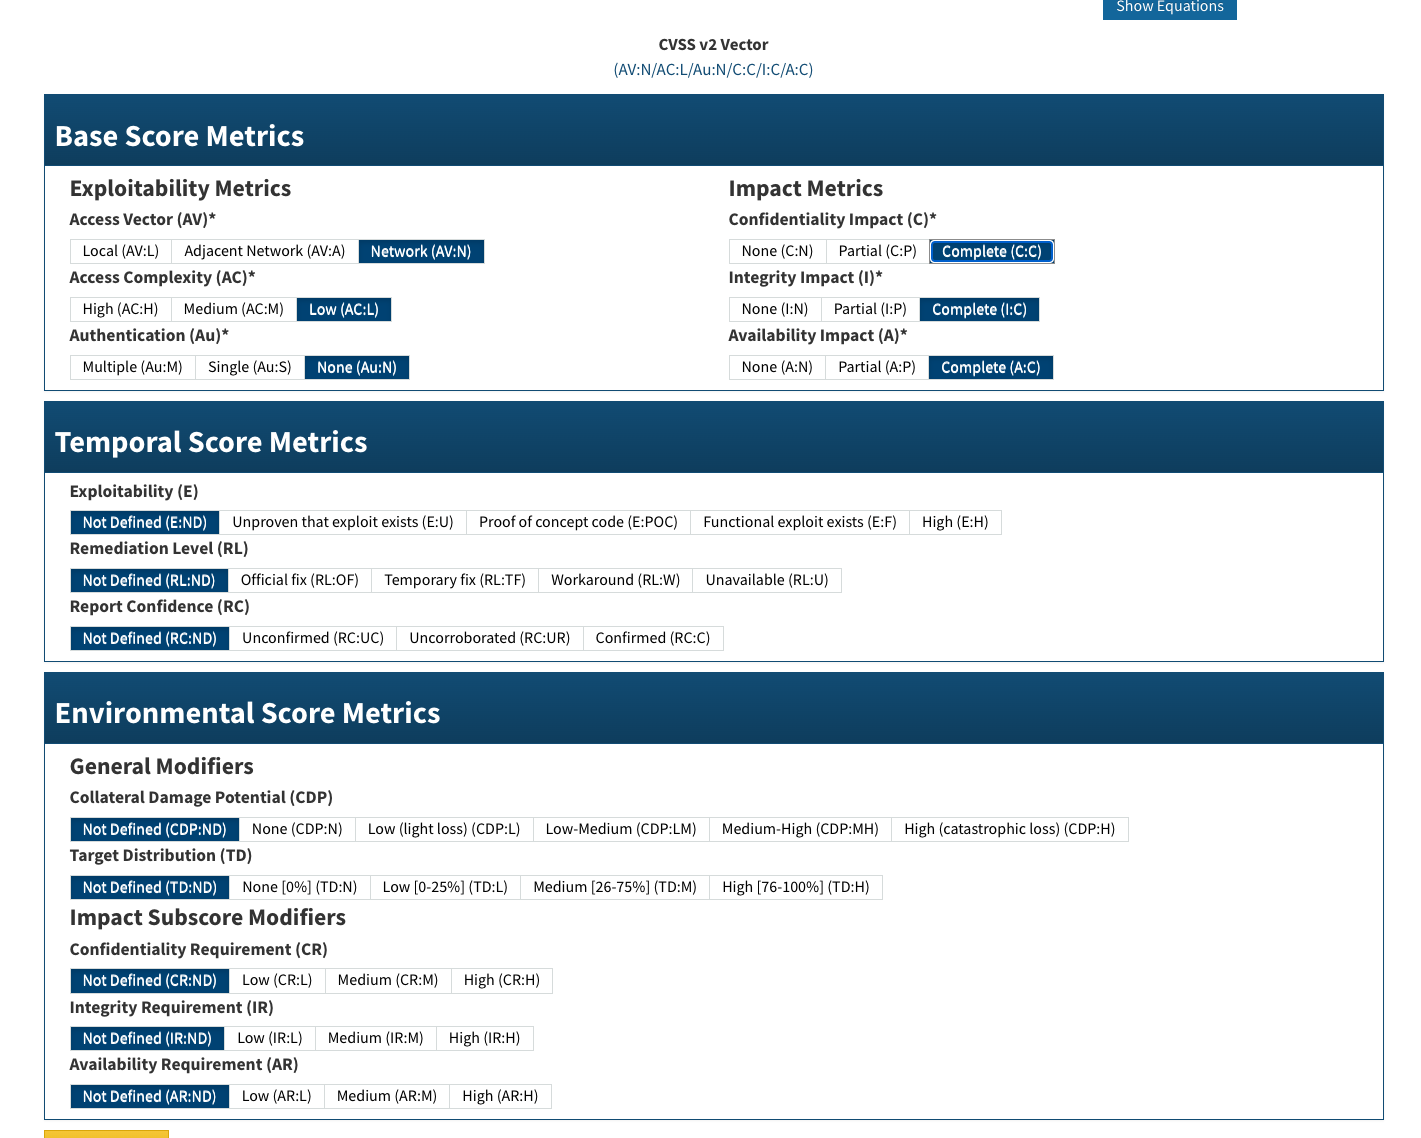 Show Equations
CVSS v2 Vector
(AV:N/AC:L/Au:N/C:C/I:C/A:C)
Base Score Metrics
Exploitability Metrics
Access Vector (AV)*
Local (AV:L) Adjacent Network (AV:A) Network (AV:N)
Access Complexity (AC)*
High (AC:H) Medium (AC:M) Low (AC:L)
Authentication (Au)*
Multiple (Au:M) Single (Au:S) None (Au:N)
Impact Metrics
Confidentiality Impact (C)*
None (C:N) Partial (C:P) Complete (C:C)
Integrity Impact (I)*
None (I:N) Partial (I:P) Complete (I:C)
Availability Impact (A)*
None (A:N) Partial (A:P) Complete (A:C)
Temporal Score Metrics
Exploitability (E)
Not Defined (E:ND) Unproven that exploit exists (E:U) Proof of concept code (E:POC) Functional exploit exists (E:F) High (E:H)
Remediation Level (RL)
Not Defined (RL:ND) Official fix (RL:OF) Temporary fix (RL:TF) Workaround (RL:W) Unavailable (RL:U)
Report Confidence (RC)
Not Defined (RC:ND) Unconfirmed (RC:UC) Uncorroborated (RC:UR) Confirmed (RC:C)
Environmental Score Metrics
General Modifiers
Collateral Damage Potential (CDP)
Not Defined (CDP:ND) None (CDP:N) Low (light loss) (CDP:L) Low-Medium (CDP:LM) Medium-High (CDP:MH) High (catastrophic loss) (CDP:H)
Target Distribution (TD)
Not Defined (TD:ND) None [0%] (TD:N) Low [0-25%] (TD:L) Medium [26-75%] (TD:M) High [76-100%] (TD:H)
Impact Subscore Modifiers
Confidentiality Requirement (CR)
Not Defined (CR:ND) Low (CR:L) Medium (CR:M) High (CR:H)
Integrity Requirement (IR)
Not Defined (IR:ND) Low (IR:L) Medium (IR:M) High (IR:H)
Availability Requirement (AR)
Not Defined (AR:ND) Low (AR:L) Medium (AR:M) High (AR:H)